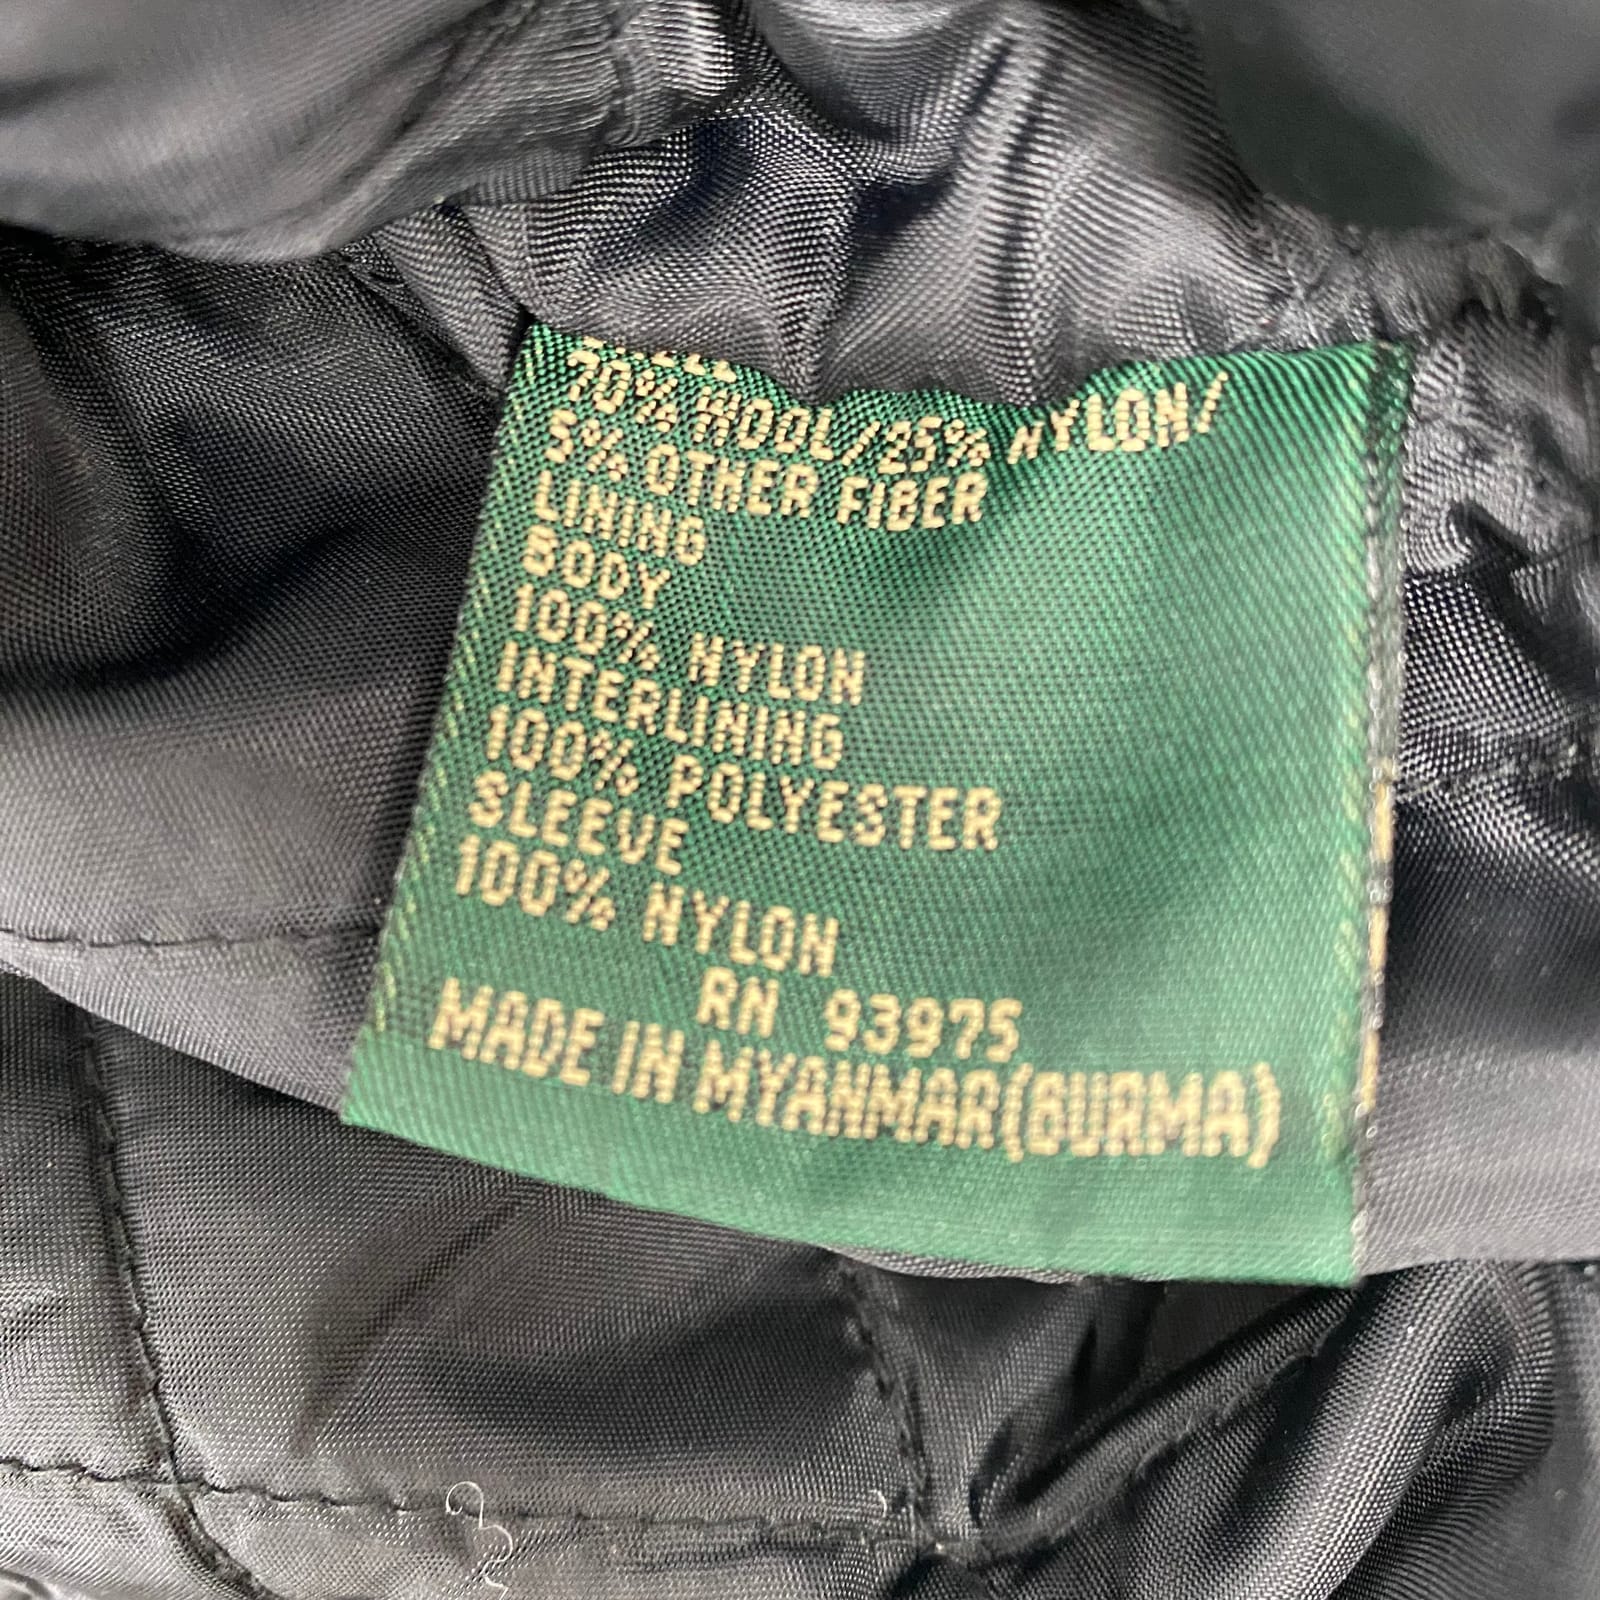 SHELL
70% WOOL/25% NYLON/
5% OTHER FIBER
LINING
BODY
100% NYLON
INTERLINING
100% POLYESTER
SLEEVE
100% NYLON
RN 93975
MADE IN MYANMAR(BURMA)